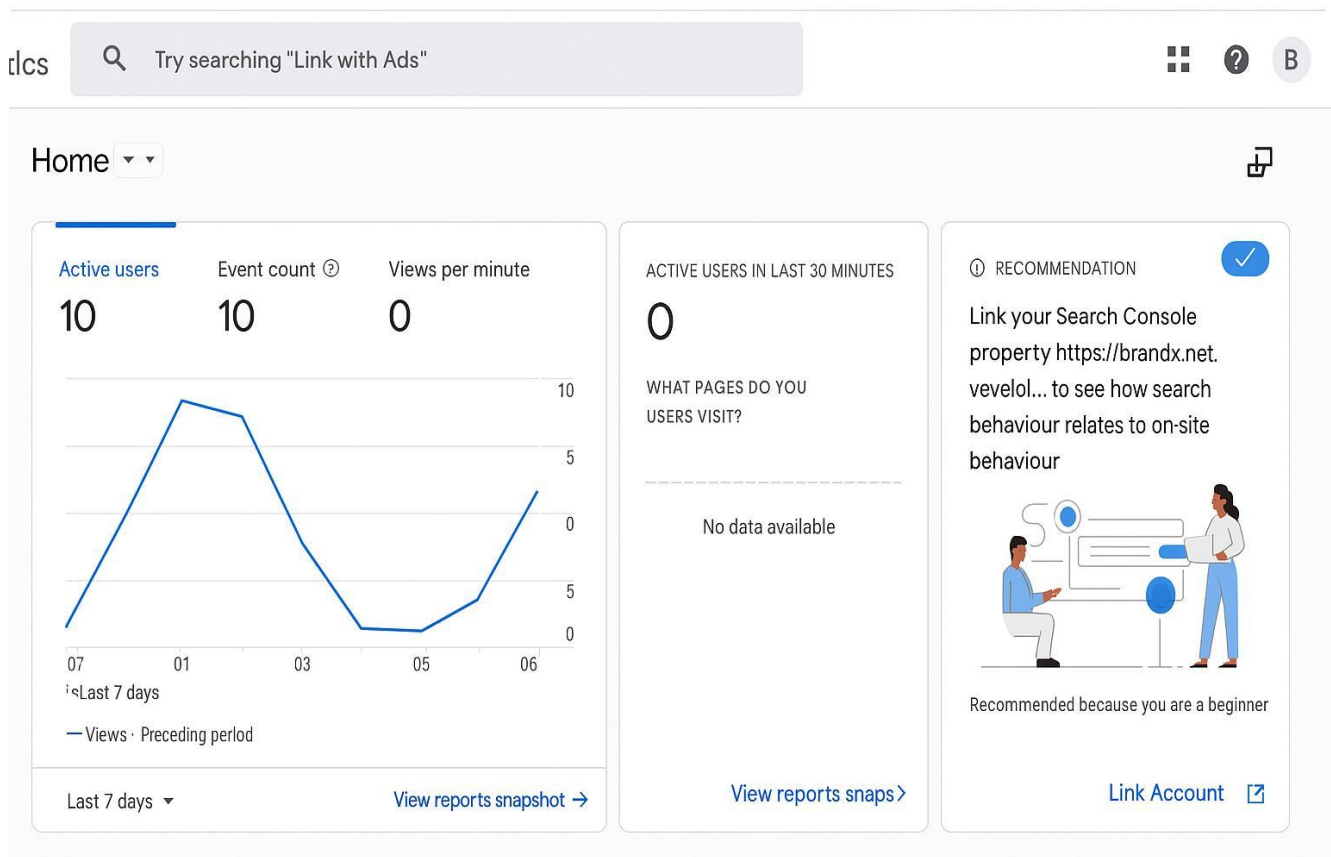 tlcs
Try searching "Link with Ads"
B
Home
Active users
10
Event count ?
10
Views per minute
0
10
5
0
5
0
07 01 03 05 06
Last 7 days
Views · Preceding period
Last 7 days
View reports snapshot →
ACTIVE USERS IN LAST 30 MINUTES
0
WHAT PAGES DO YOU
USERS VISIT?
No data available
View reports snaps>
RECOMMENDATION
Link your Search Console
property https://brandx.net.
vevelol... to see how search
behaviour relates to on-site
behaviour
Recommended because you are a beginner
Link Account